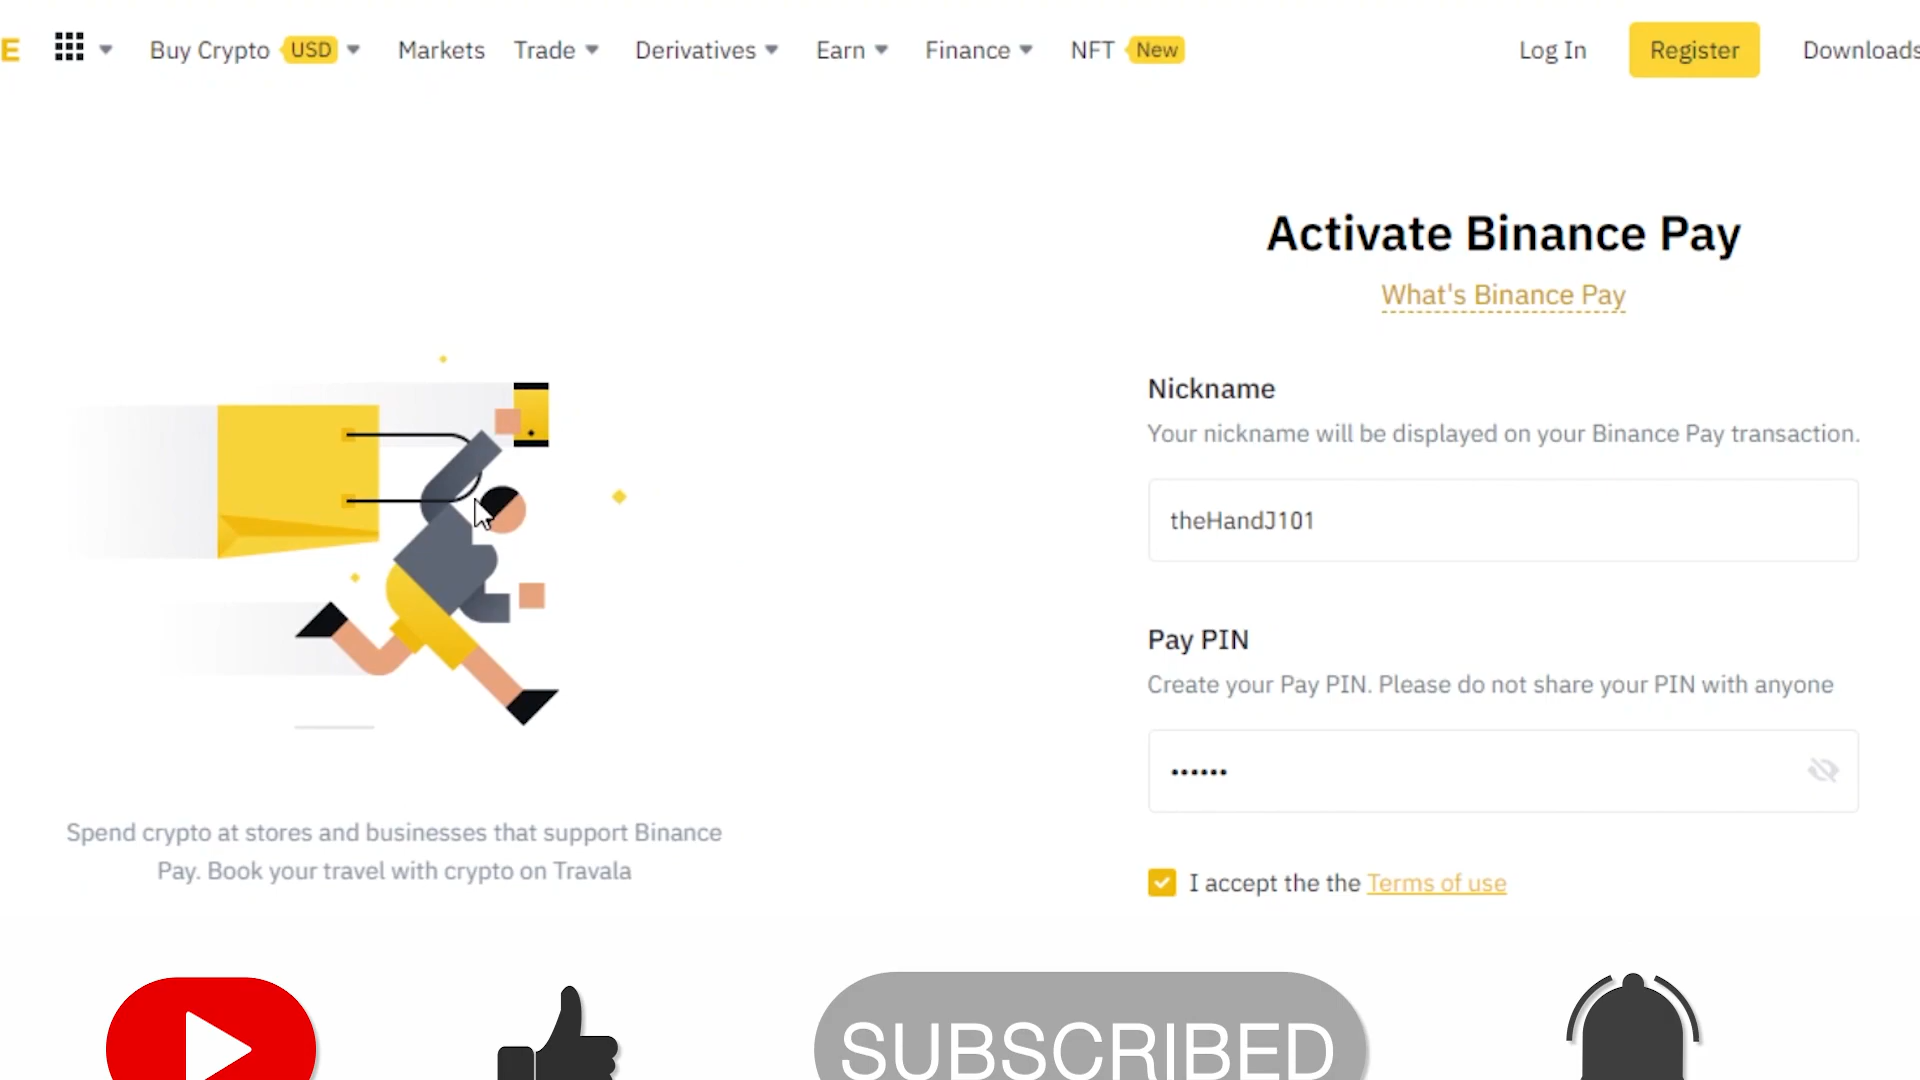 E Buy Crypto USD Markets Trade Derivatives Earn Finance NFT New Log In Register Downloads
Activate Binance Pay
What's Binance Pay
Nickname
Your nickname will be displayed on your Binance Pay transaction.
theHandJ101
Pay PIN
Create your Pay PIN. Please do not share your PIN with anyone
••••••
Spend crypto at stores and businesses that support Binance
Pay. Book your travel with crypto on Travala
I accept the the Terms of use
SUBSCRIBED